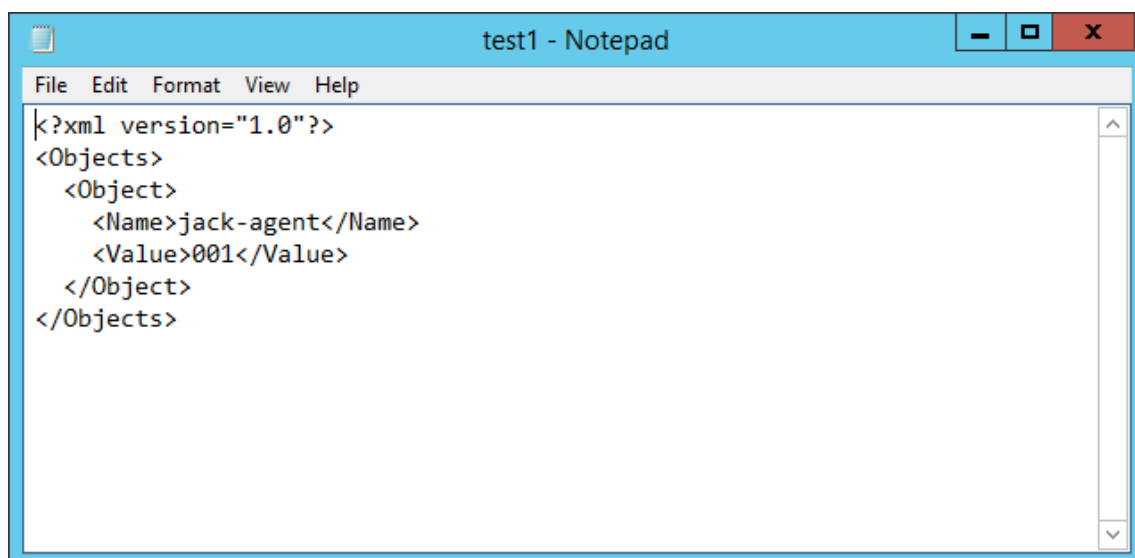 test1 - Notepad
File Edit Format View Help
<?xml version="1.0"?>
<Objects>
  <Object>
    <Name>jack-agent</Name>
    <Value>001</Value>
  </Object>
</Objects>